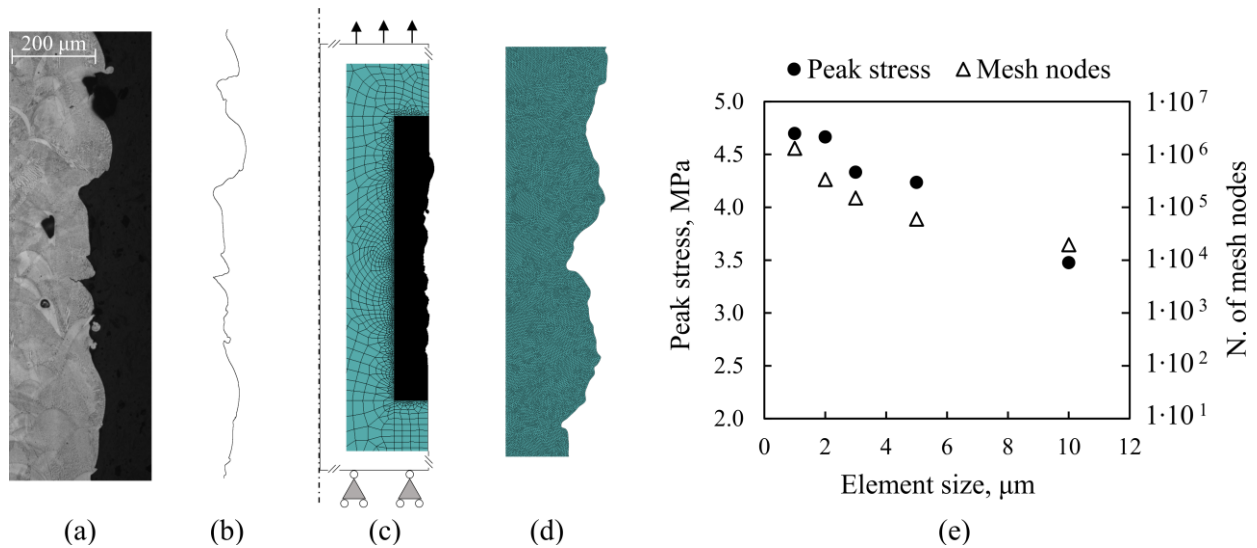 200 μm
● Peak stress △ Mesh nodes
5.0
4.5
4.0
3.5
3.0
2.5
2.0
Peak stress, MPa
1·10⁷
1·10⁶
1·10⁵
1·10⁴
1·10³
1·10²
1·10¹
N. of mesh nodes
0 2 4 6 8 10 12
Element size, μm
(a) (b) (c) (d) (e)